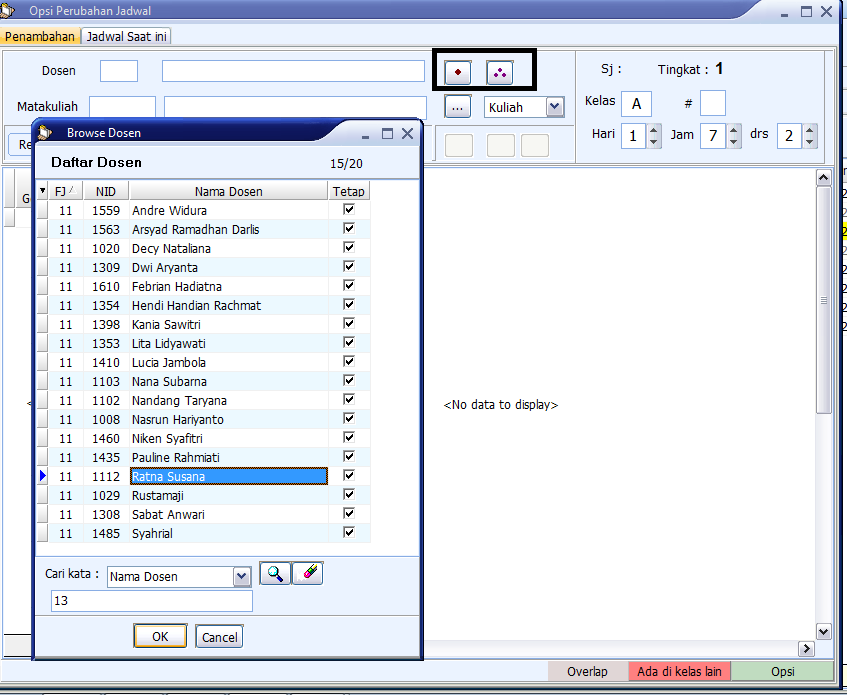 Opsi Perubahan Jadwal
Penambahan Jadwal Saat ini
Dosen
Sj : Tingkat : 1
Matakuliah ... Kuliah
Kelas A #
Hari 1 Jam 7 drs 2
Re
G
Browse Dosen
Daftar Dosen 15/20
FJ NID Nama Dosen Tetap
11 1559 Andre Widura
11 1563 Arsyad Ramadhan Darlis
11 1020 Decy Nataliana
11 1309 Dwi Aryanta
11 1610 Febrian Hadiatna
11 1354 Hendi Handian Rachmat
11 1398 Kania Sawitri
11 1353 Lita Lidyawati
11 1410 Lucia Jambola
11 1103 Nana Subarna
11 1102 Nandang Taryana
11 1008 Nasrun Hariyanto
11 1460 Niken Syafitri
11 1435 Pauline Rahmiati
11 1112 Ratna Susana
11 1029 Rustamaji
11 1308 Sabat Anwari
11 1485 Syahrial
Cari kata : Nama Dosen
13
OK Cancel
<No data to display>
Overlap Ada di kelas lain Opsi